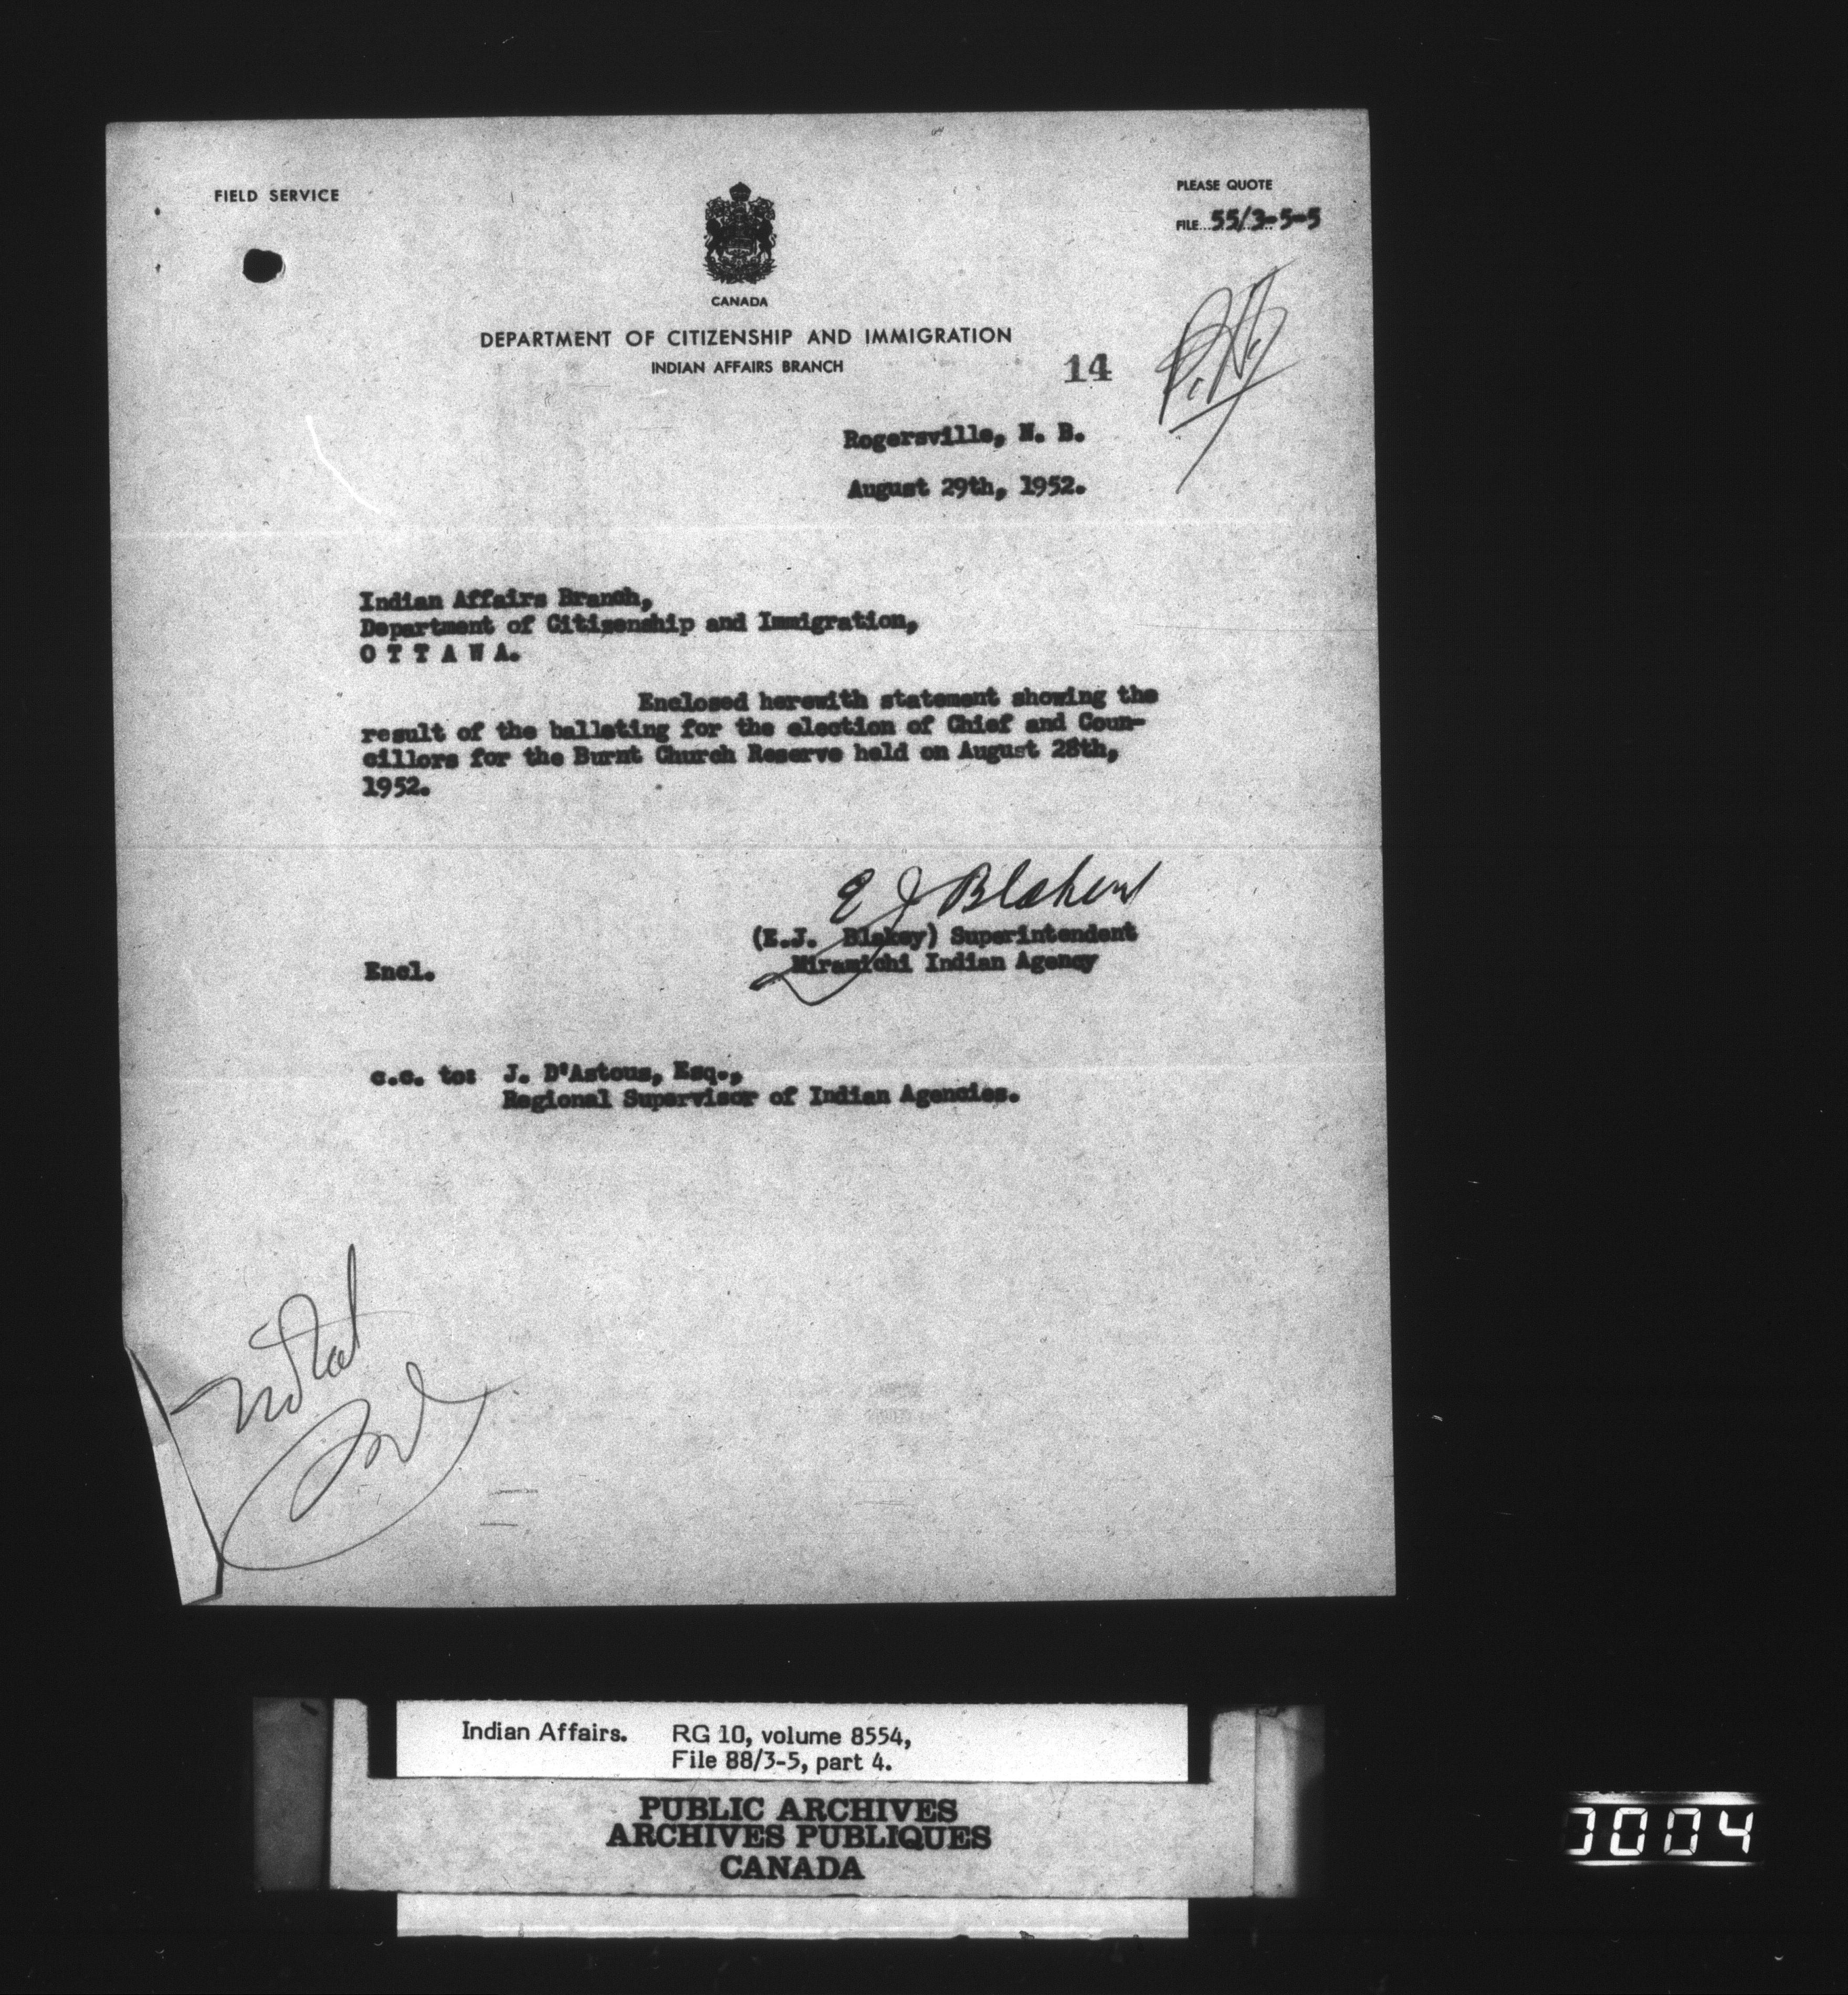 FIELD SERVICE
PLEASE QUOTE
FILE...55/3-5-5
CANADA
DEPARTMENT OF CITIZENSHIP AND IMMIGRATION
INDIAN AFFAIRS BRANCH
14
Rogersville, N. B.
August 29th, 1952.
Indian Affairs Branch,
Department of Citizenship and Immigration,
O T T A W A.
Enclosed herewith statement showing the
result of the balloting for the election of Chief and Coun-
cillors for the Burnt Church Reserve held on August 28th,
1952.
E J Blakey
(E.J. Blakey) Superintendent
Miramichi Indian Agency
Encl.
c.c. to: J. D'Astous, Esq.,
Regional Supervisor of Indian Agencies.
Indian Affairs. RG 10, volume 8554,
File 88/3-5, part 4.
PUBLIC ARCHIVES
ARCHIVES PUBLIQUES
CANADA
0004